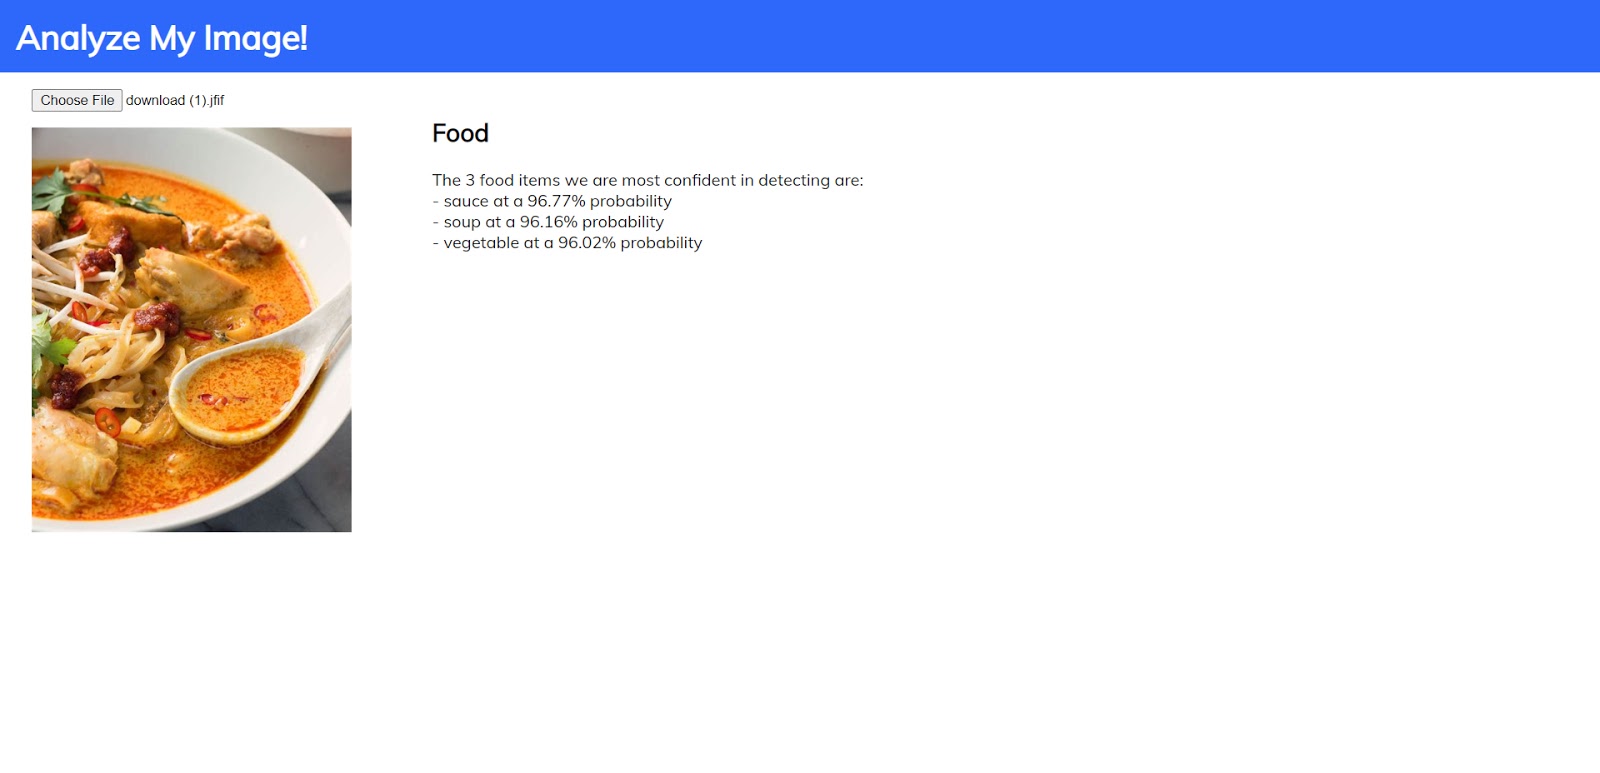 Analyze My Image!
Choose File download (1).jfif
Food
The 3 food items we are most confident in detecting are:
- sauce at a 96.77% probability
- soup at a 96.16% probability
- vegetable at a 96.02% probability